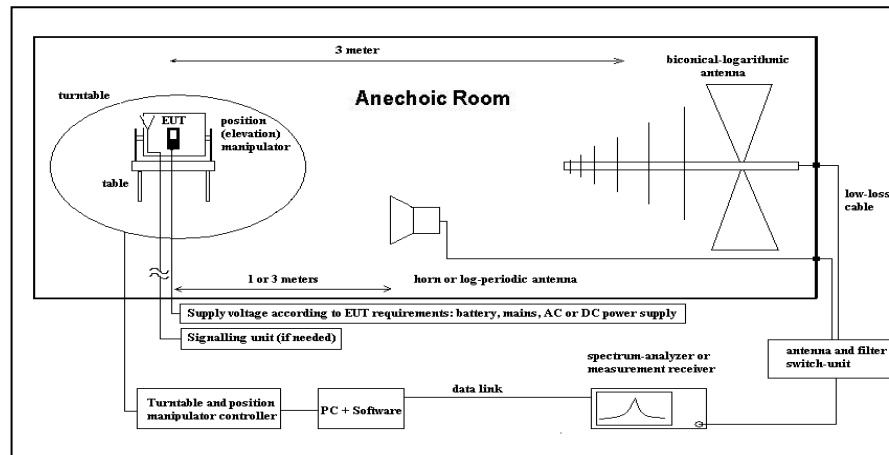 3 meter
biconical-logarithmic
antenna
turntable
Anechoic Room
EUT
position
(elevation)
manipulator
table
low-loss
cable
1 or 3 meters
horn or log-periodic antenna
Supply voltage according to EUT requirements: battery, mains, AC or DC power supply
Signalling unit (if needed)
spectrum-analyzer or
measurement receiver
antenna and filter
switch-unit
data link
Turntable and position
manipulator controller
PC + Software